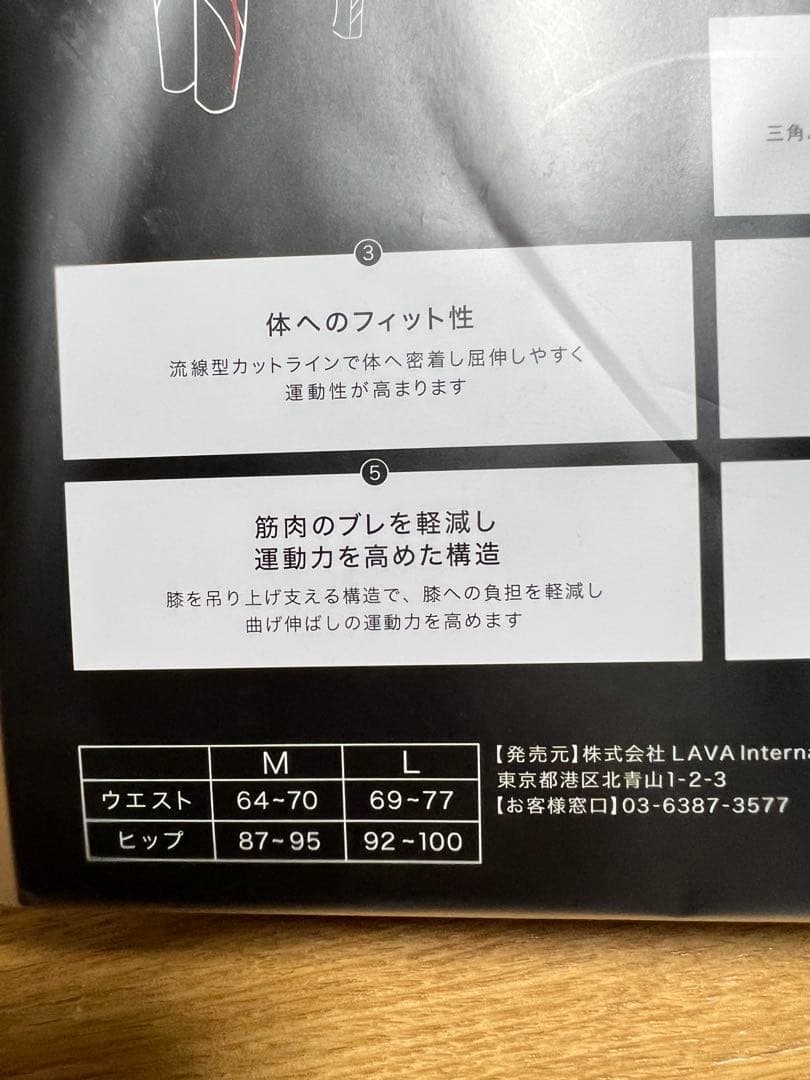 三角
③
体へのフィット性
流線型カットラインで体へ密着し屈伸しやすく
運動性が高まります
⑤
筋肉のブレを軽減し
運動力を高めた構造
膝を吊り上げ支える構造で、膝への負担を軽減し
曲げ伸ばしの運動力を高めます
M L
ウエスト 64~70 69~77
ヒップ 87~95 92~100
【発売元】株式会社 LAVA Interna
東京都港区北青山1-2-3
【お客様窓口】03-6387-3577